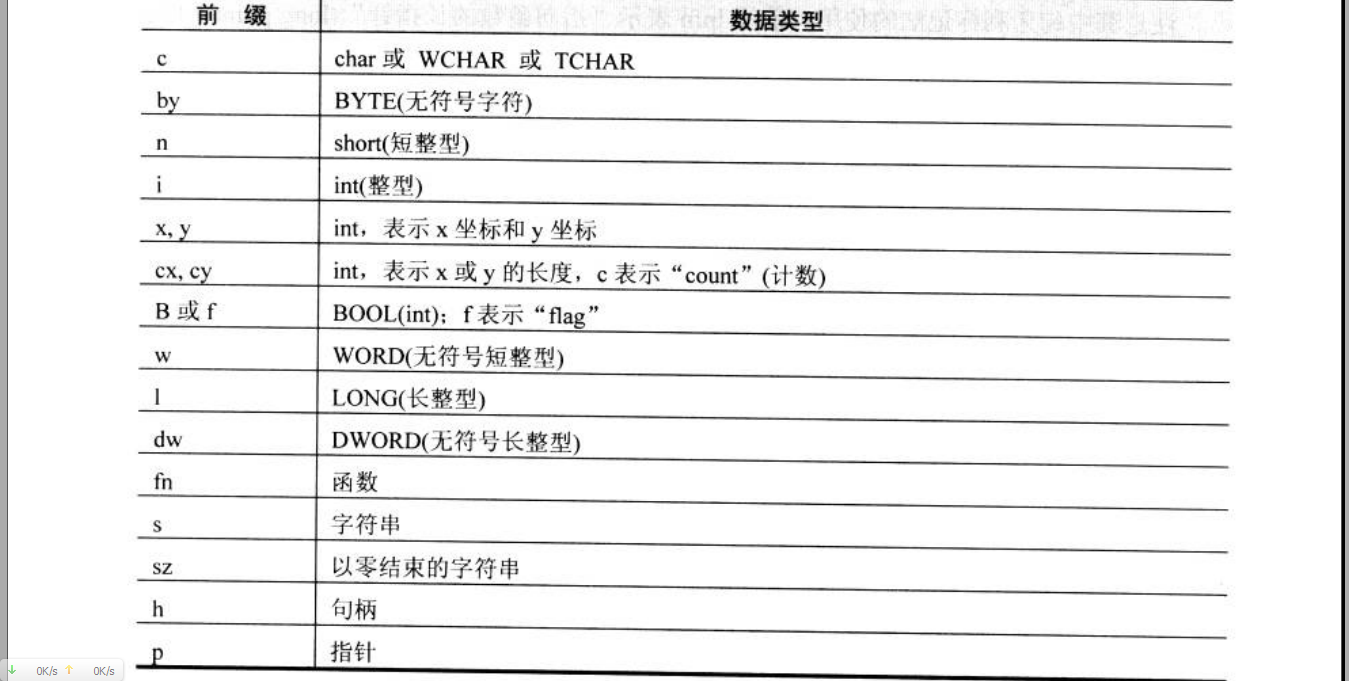 前 缀 数据类型
c char 或 WCHAR 或 TCHAR
by BYTE(无符号字符)
n short(短整型)
i int(整型)
x, y int，表示 x 坐标和 y 坐标
cx, cy int，表示 x 或 y 的长度，c 表示“count”(计数)
B 或 f BOOL(int)；f 表示“flag”
w WORD(无符号短整型)
l LONG(长整型)
dw DWORD(无符号长整型)
fn 函数
s 字符串
sz 以零结束的字符串
h 句柄
p 指针
0K/s 0K/s